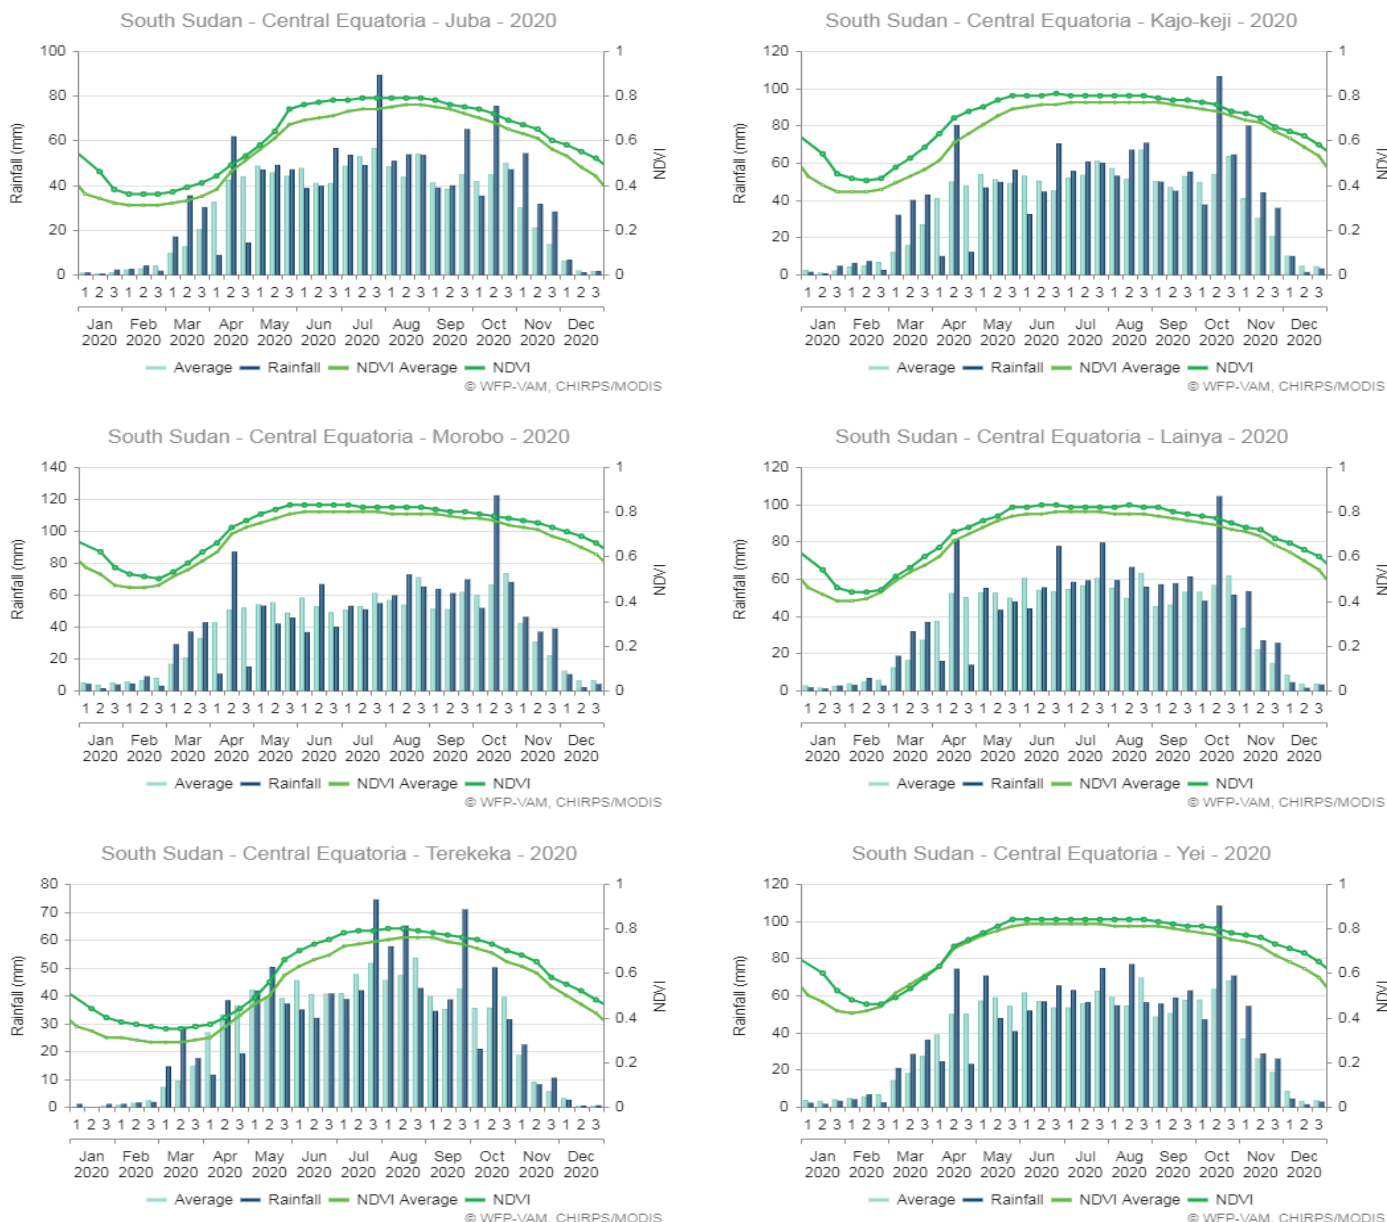 South Sudan - Central Equatoria - Juba - 2020
100
80
60
40
20
0
Rainfall (mm)
1
0.8
0.6
0.4
0.2
0
NDVI
1 2 3 1 2 3 1 2 3 1 2 3 1 2 3 1 2 3 1 2 3 1 2 3 1 2 3 1 2 3 1 2 3 1 2 3
Jan Feb Mar Apr May Jun Jul Aug Sep Oct Nov Dec
2020 2020 2020 2020 2020 2020 2020 2020 2020 2020 2020 2020
Average Rainfall NDVI Average NDVI
© WFP-VAM, CHIRPS/MODIS
South Sudan - Central Equatoria - Kajo-keji - 2020
120
100
80
60
40
20
0
Rainfall (mm)
1
0.8
0.6
0.4
0.2
0
NDVI
1 2 3 1 2 3 1 2 3 1 2 3 1 2 3 1 2 3 1 2 3 1 2 3 1 2 3 1 2 3 1 2 3 1 2 3
Jan Feb Mar Apr May Jun Jul Aug Sep Oct Nov Dec
2020 2020 2020 2020 2020 2020 2020 2020 2020 2020 2020 2020
Average Rainfall NDVI Average NDVI
© WFP-VAM, CHIRPS/MODIS
South Sudan - Central Equatoria - Morobo - 2020
140
120
100
80
60
40
20
0
Rainfall (mm)
1
0.8
0.6
0.4
0.2
0
NDVI
1 2 3 1 2 3 1 2 3 1 2 3 1 2 3 1 2 3 1 2 3 1 2 3 1 2 3 1 2 3 1 2 3 1 2 3
Jan Feb Mar Apr May Jun Jul Aug Sep Oct Nov Dec
2020 2020 2020 2020 2020 2020 2020 2020 2020 2020 2020 2020
Average Rainfall NDVI Average NDVI
© WFP-VAM, CHIRPS/MODIS
South Sudan - Central Equatoria - Lainya - 2020
120
100
80
60
40
20
0
Rainfall (mm)
1
0.8
0.6
0.4
0.2
0
NDVI
1 2 3 1 2 3 1 2 3 1 2 3 1 2 3 1 2 3 1 2 3 1 2 3 1 2 3 1 2 3 1 2 3 1 2 3
Jan Feb Mar Apr May Jun Jul Aug Sep Oct Nov Dec
2020 2020 2020 2020 2020 2020 2020 2020 2020 2020 2020 2020
Average Rainfall NDVI Average NDVI
© WFP-VAM, CHIRPS/MODIS
South Sudan - Central Equatoria - Terekeka - 2020
80
70
60
50
40
30
20
10
0
Rainfall (mm)
1
0.8
0.6
0.4
0.2
0
NDVI
1 2 3 1 2 3 1 2 3 1 2 3 1 2 3 1 2 3 1 2 3 1 2 3 1 2 3 1 2 3 1 2 3 1 2 3
Jan Feb Mar Apr May Jun Jul Aug Sep Oct Nov Dec
2020 2020 2020 2020 2020 2020 2020 2020 2020 2020 2020 2020
Average Rainfall NDVI Average NDVI
© WFP-VAM, CHIRPS/MODIS
South Sudan - Central Equatoria - Yei - 2020
120
100
80
60
40
20
0
Rainfall (mm)
1
0.8
0.6
0.4
0.2
0
NDVI
1 2 3 1 2 3 1 2 3 1 2 3 1 2 3 1 2 3 1 2 3 1 2 3 1 2 3 1 2 3 1 2 3 1 2 3
Jan Feb Mar Apr May Jun Jul Aug Sep Oct Nov Dec
2020 2020 2020 2020 2020 2020 2020 2020 2020 2020 2020 2020
Average Rainfall NDVI Average NDVI
© WFP-VAM, CHIRPS/MODIS